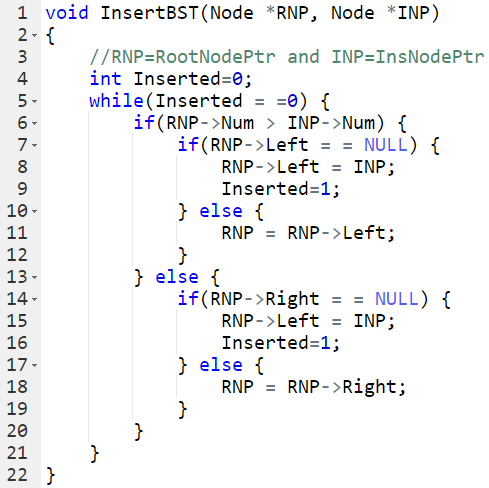 1 void InsertBST(Node *RNP, Node *INP)
2 {
3     //RNP=RootNodePtr and INP=InsNodePtr
4     int Inserted=0;
5     while(Inserted = =0) {
6         if(RNP->Num > INP->Num) {
7             if(RNP->Left = = NULL) {
8                 RNP->Left = INP;
9                 Inserted=1;
10             } else {
11                 RNP = RNP->Left;
12             }
13         } else {
14             if(RNP->Right = = NULL) {
15                 RNP->Left = INP;
16                 Inserted=1;
17             } else {
18                 RNP = RNP->Right;
19             }
20         }
21     }
22 }